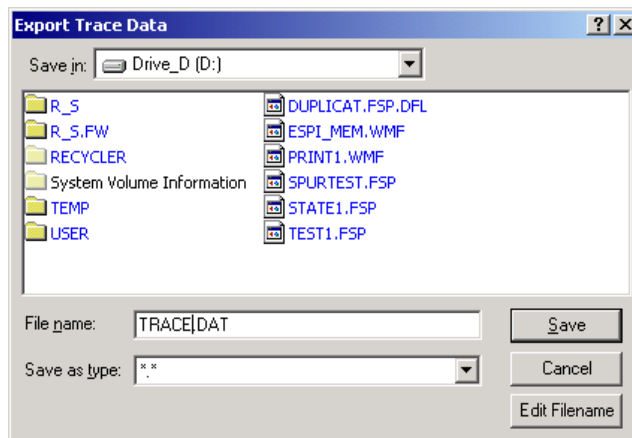 Export Trace Data
Save in: Drive_D (D:)
R_S
R_S.FW
RECYCLER
System Volume Information
TEMP
USER
DUPLICAT.FSP.DFL
ESPI_MEM.WMF
PRINT1.WMF
SPURTEST.FSP
STATE1.FSP
TEST1.FSP
File name: TRACE.DAT
Save
Save as type: *.*
Cancel
Edit Filename